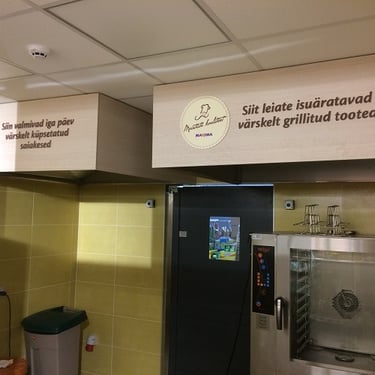 Siin valmivad iga päev
värskelt küpsetatud
saiakesed
MAXIMA
Siit leiate isuäratavad
värskelt grillitud tooted